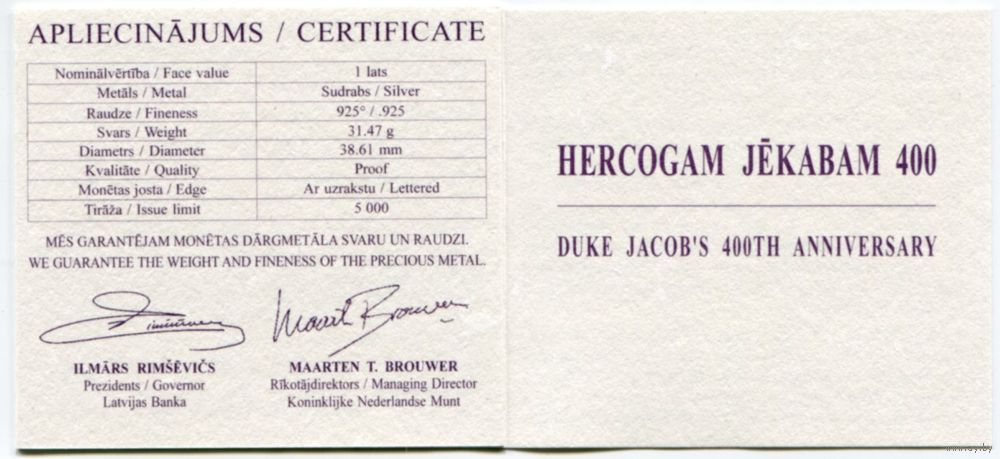 APLIECINĀJUMS / CERTIFICATE
Nominālvērtība / Face value 1 lats
Metāls / Metal Sudrabs / Silver
Raudze / Fineness 925° / .925
Svars / Weight 31.47 g
Diametrs / Diameter 38.61 mm
Kvalitāte / Quality Proof
Monētas josta / Edge Ar uzrakstu / Lettered
Tirāža / Issue limit 5 000
MĒS GARANTĒJAM MONĒTAS DĀRGMETĀLA SVARU UN RAUDZI.
WE GUARANTEE THE WEIGHT AND FINENESS OF THE PRECIOUS METAL.
Maarten Brouwer
ILMĀRS RIMŠĒVIČS
Prezidents / Governor
Latvijas Banka
MAARTEN T. BROUWER
Rīkotājdirektors / Managing Director
Koninklijke Nederlandse Munt
HERCOGAM JĒKABAM 400
DUKE JACOB'S 400TH ANNIVERSARY